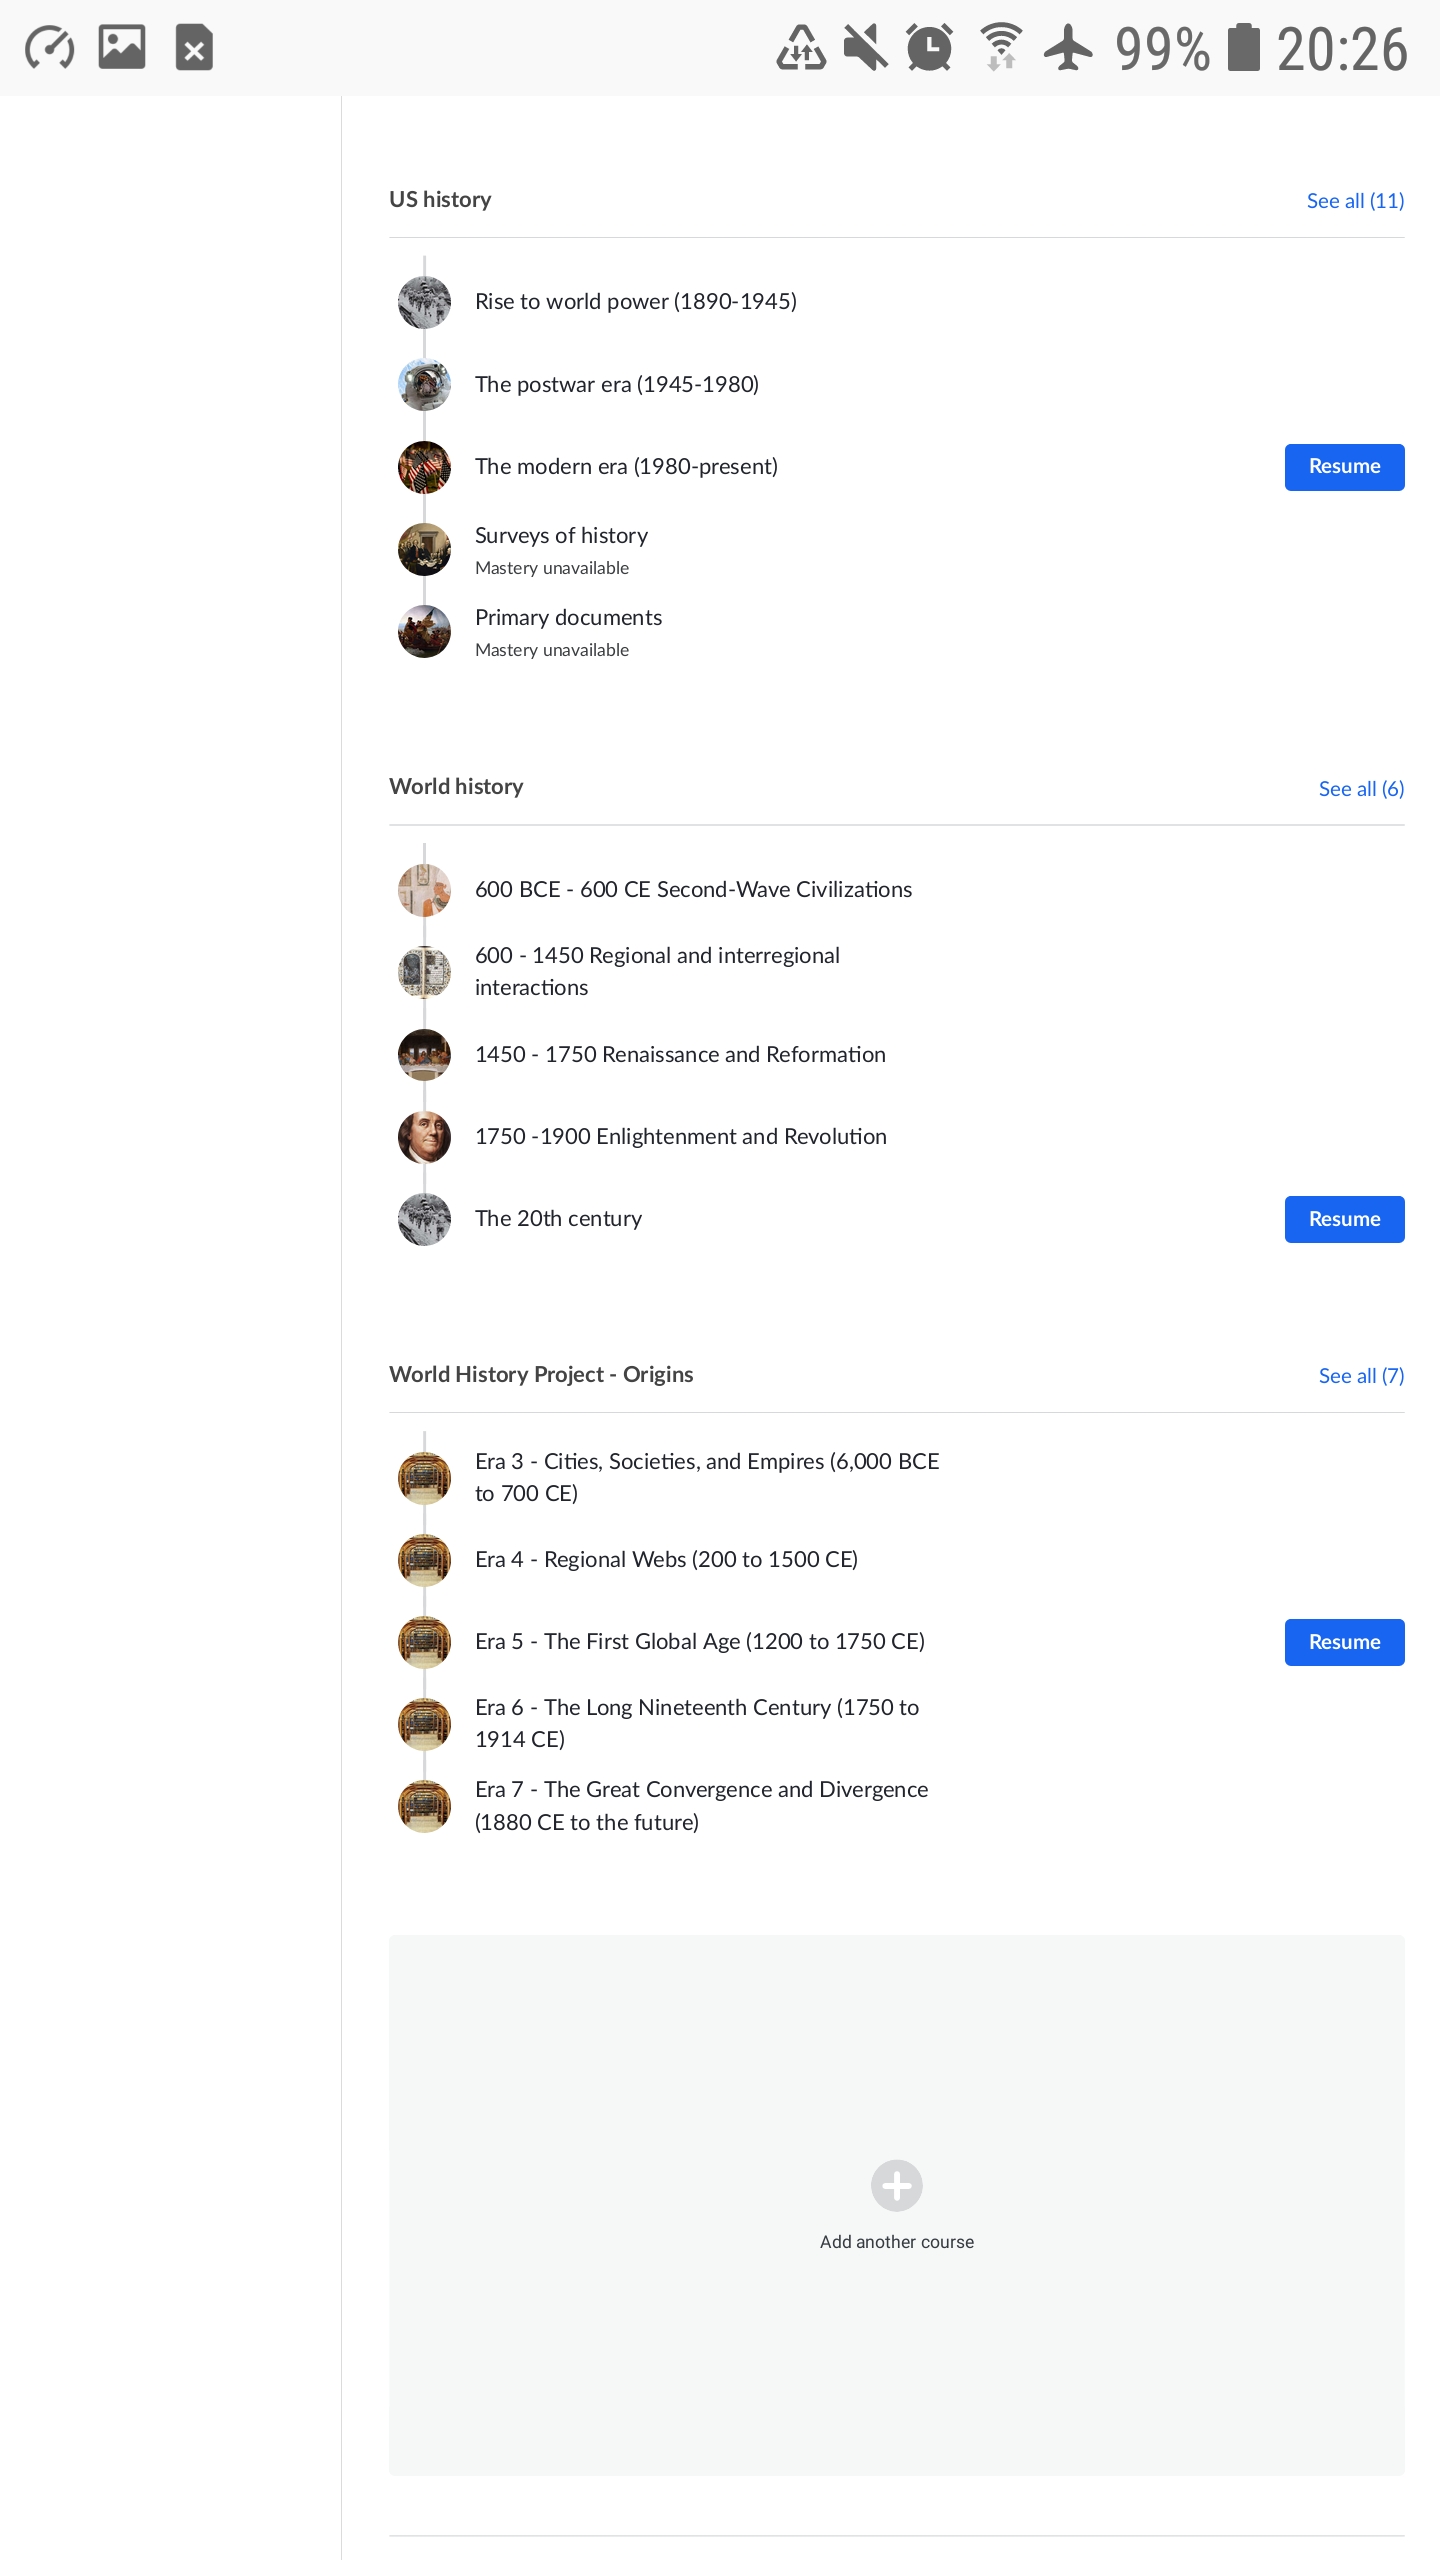 99% 20:26
US history
See all (11)
Rise to world power (1890-1945)
The postwar era (1945-1980)
The modern era (1980-present)
Resume
Surveys of history
Mastery unavailable
Primary documents
Mastery unavailable
World history
See all (6)
600 BCE - 600 CE Second-Wave Civilizations
600 - 1450 Regional and interregional
interactions
1450 - 1750 Renaissance and Reformation
1750 -1900 Enlightenment and Revolution
The 20th century
Resume
World History Project - Origins
See all (7)
Era 3 - Cities, Societies, and Empires (6,000 BCE
to 700 CE)
Era 4 - Regional Webs (200 to 1500 CE)
Era 5 - The First Global Age (1200 to 1750 CE)
Resume
Era 6 - The Long Nineteenth Century (1750 to
1914 CE)
Era 7 - The Great Convergence and Divergence
(1880 CE to the future)
Add another course